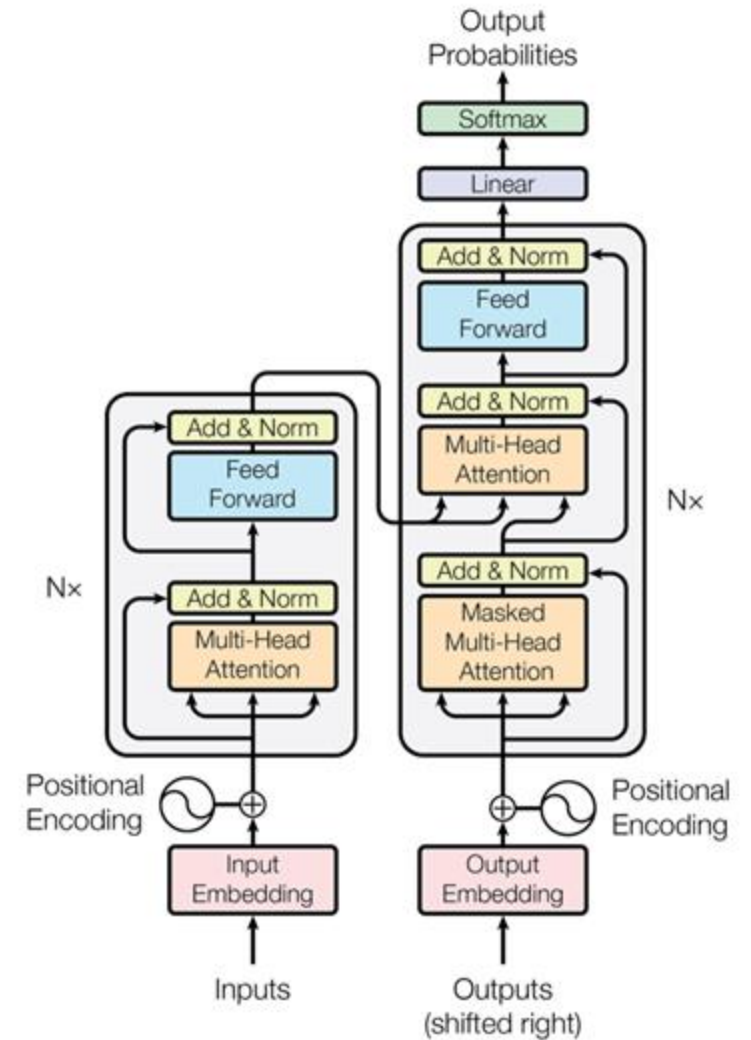 Output
Probabilities
Softmax
Linear
Add & Norm
Feed
Forward
Add & Norm
Multi-Head
Attention
Add & Norm
Masked
Multi-Head
Attention
Nx
Add & Norm
Feed
Forward
Add & Norm
Multi-Head
Attention
Nx
Positional
Encoding
Positional
Encoding
Input
Embedding
Output
Embedding
Inputs
Outputs
(shifted right)